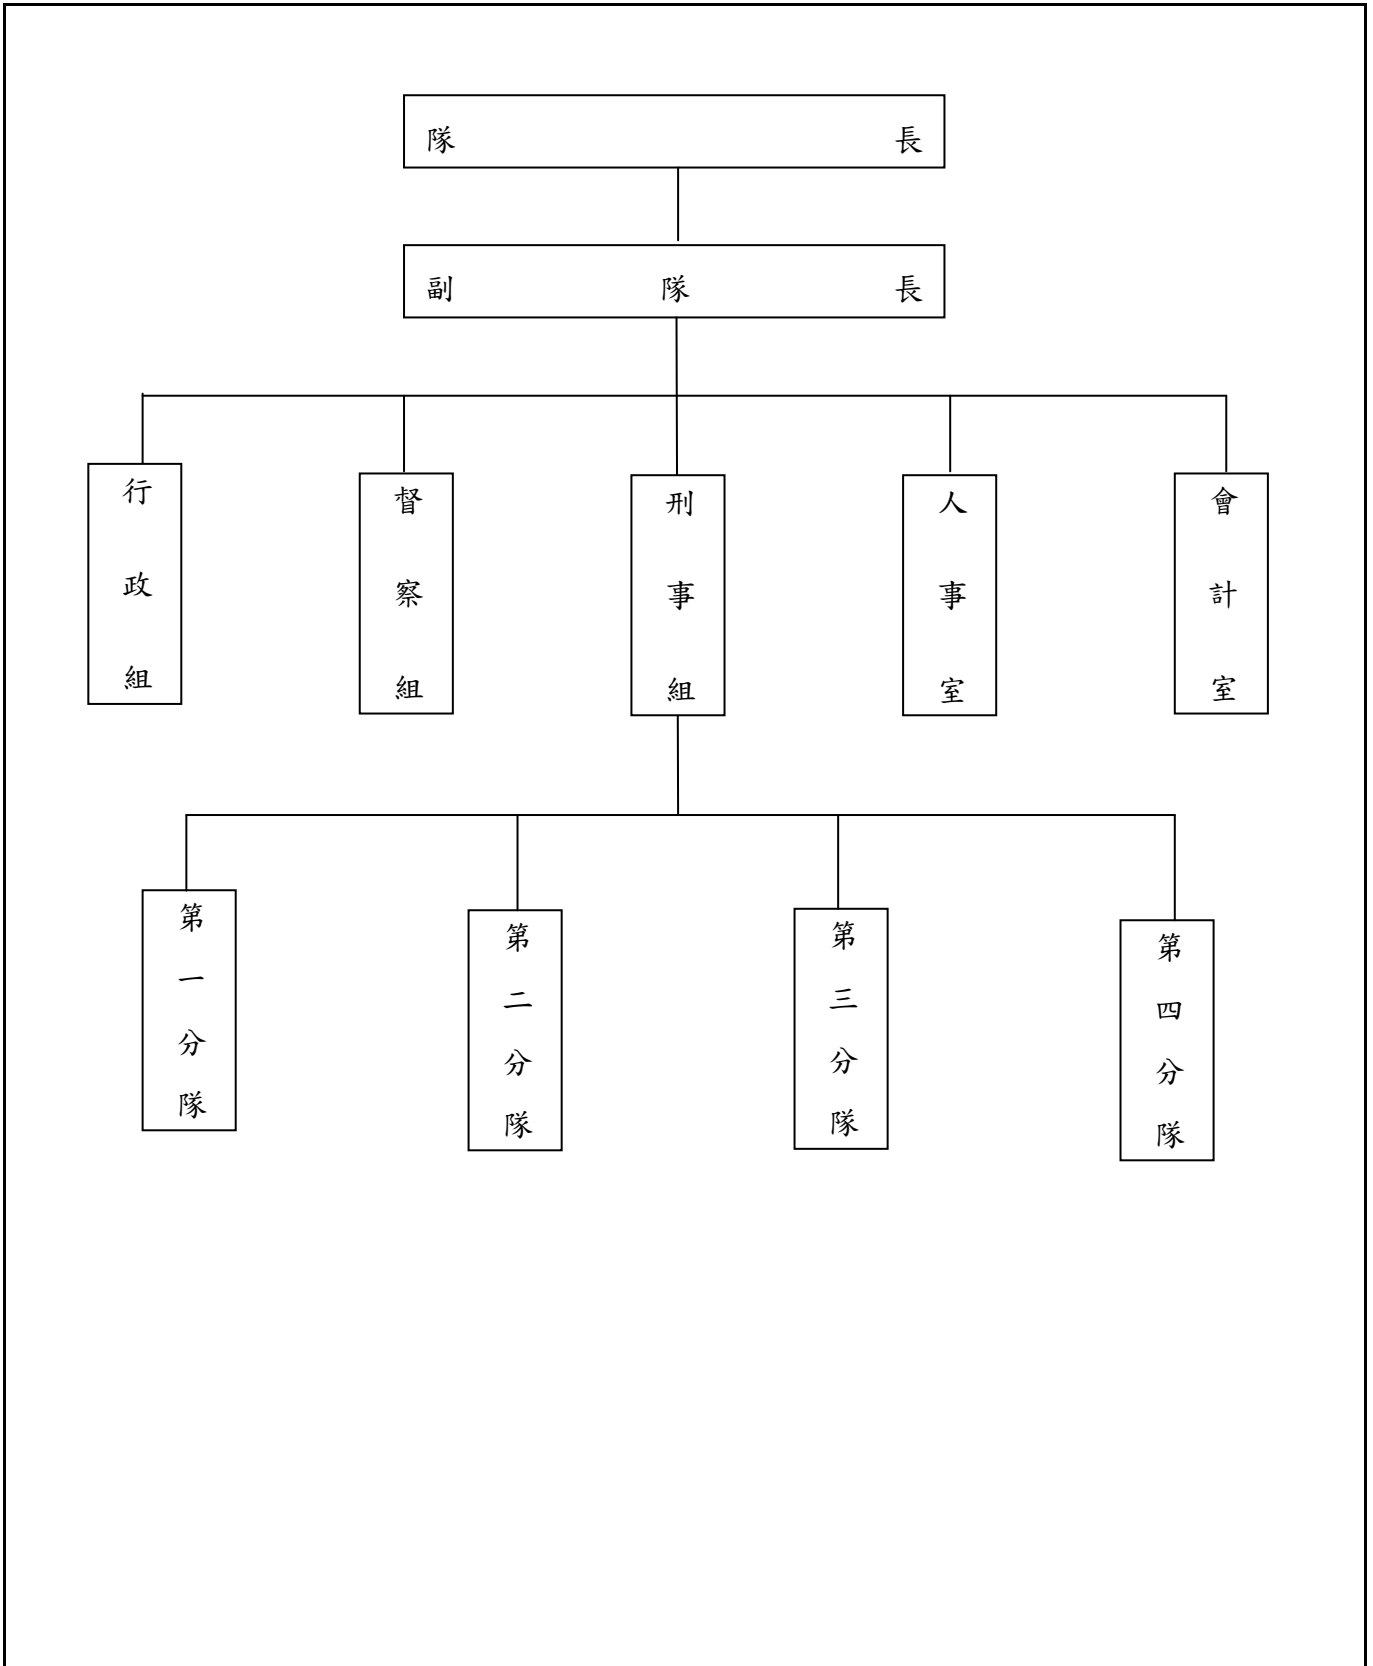 隊長
副隊長
行政組
督察組
刑事組
人事室
會計室
第一分隊
第二分隊
第三分隊
第四分隊